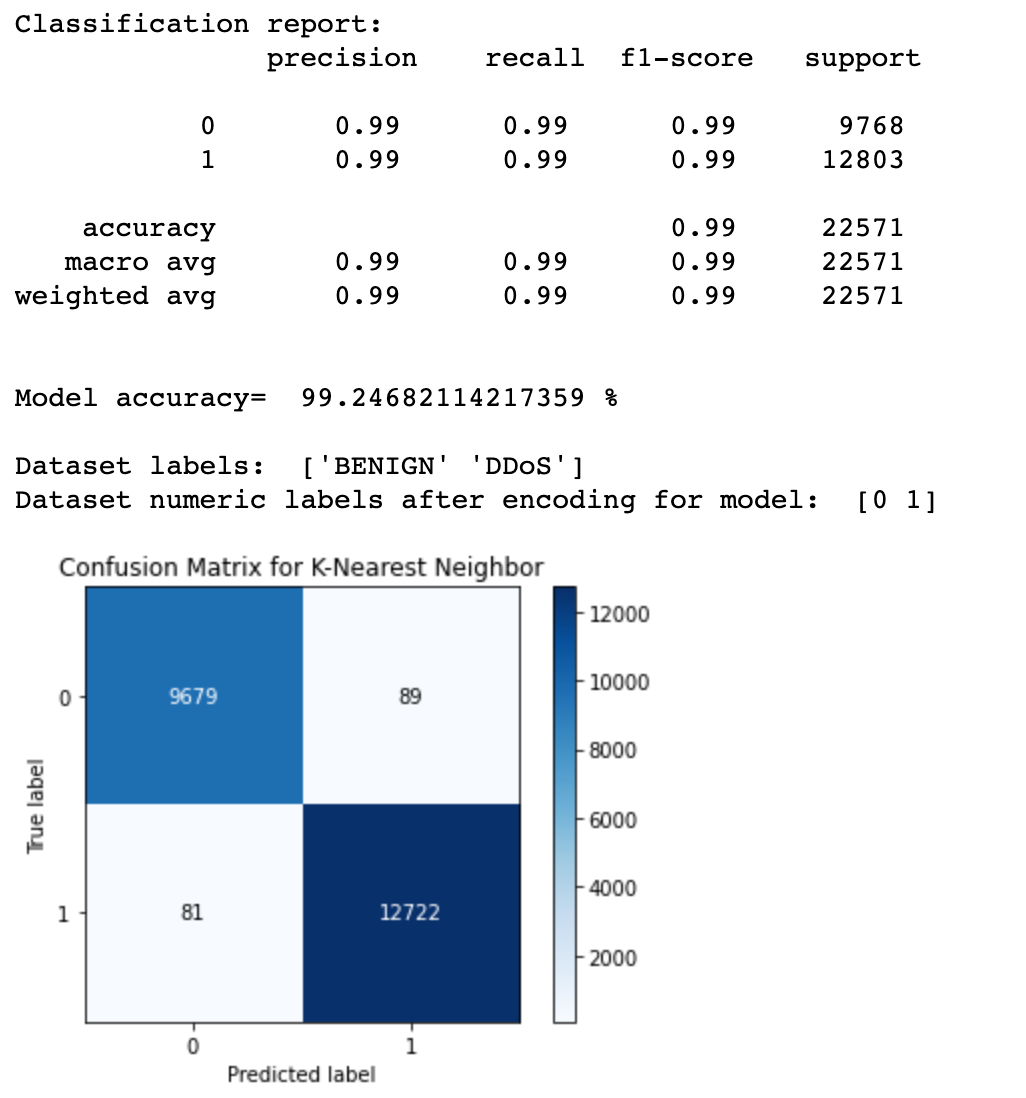 Classification report:
precision recall f1-score support
0 0.99 0.99 0.99 9768
1 0.99 0.99 0.99 12803
accuracy 0.99 22571
macro avg 0.99 0.99 0.99 22571
weighted avg 0.99 0.99 0.99 22571
Model accuracy= 99.24682114217359 %
Dataset labels: ['BENIGN' 'DDoS']
Dataset numeric labels after encoding for model: [0 1]
Confusion Matrix for K-Nearest Neighbor
12000
10000
8000
6000
4000
2000
True label
0 9679 89
1 81 12722
0 1
Predicted label